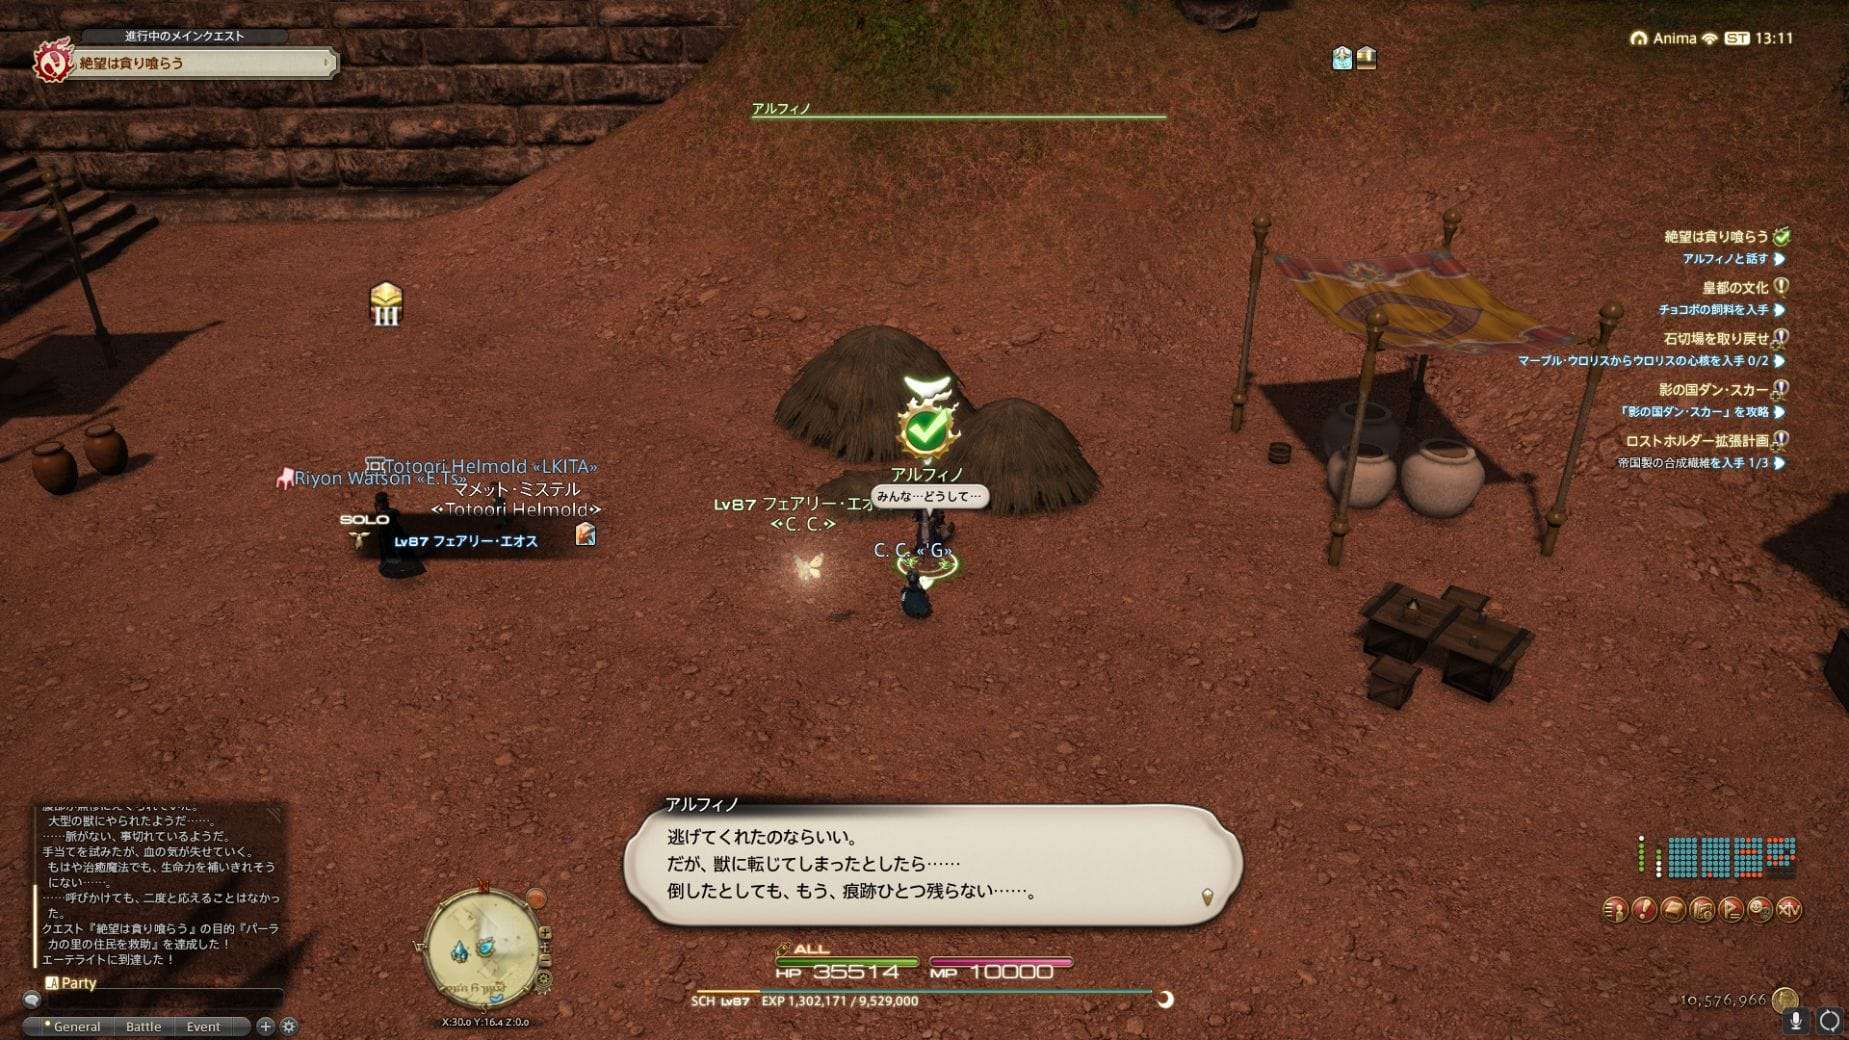 進行中のメインクエスト
絶望は貪り喰らう
Anima ST 13:11
アルフィノ
絶望は貪り喰らう
アルフィノと話す
皇都の文化
チョコボの飼料を入手
石切場を取り戻せ
マーブル・ウロリスからウロリスの心核を入手 0/2
影の国ダン・スカー
「影の国ダン・スカー」を攻略
ロストホルダー拡張計画
帝国製の合成繊維を入手 1/3
III
Totoori Helmold «LKITA»
Riyon Watson «E.Ts»
マメット・ミステル
<Totoori Helmold>
SOLO
Lv87 フェアリー・エオス
アルフィノ
みんな…どうして…
Lv87 フェアリー・エオ
<C. C.>
C. C. «'G»
アルフィノ
逃げてくれたのならいい。
だが、獣に転じてしまったとしたら……
倒したとしても、もう、痕跡ひとつ残らない……。
大型の獣にやられたようだ……。
……脈がない、事切れているようだ。
手当てを試みたが、血の気が失せていく。
もはや治癒魔法でも、生命力を補いきれそう
にない……。
……呼びかけても、二度と応えることはなかっ
た。
クエスト『絶望は貪り喰らう』の目的『パーラ
カの里の住民を救助』を達成した！
エーテライトに到達した！
Party
General Battle Event
X:30.0 Y:16.4 Z:0.0
ALL
HP 35514 MP 10000
SCH Lv87 EXP 1,302,171 / 9,529,000
10,576,966
XIV